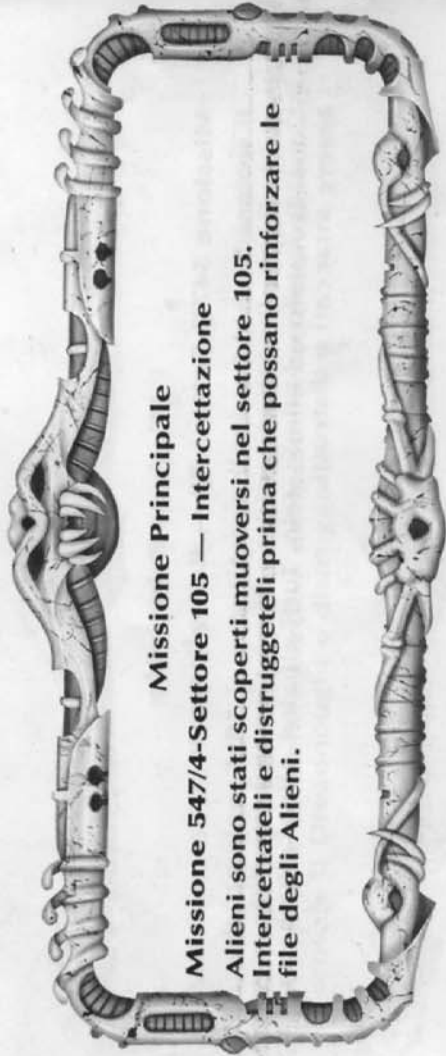 Missione Principale
Missione 547/4-Settore 105 — Intercettazione
Alieni sono stati scoperti muoversi nel settore 105.
Intercettateli e distruggeteli prima che possano rinforzare le
file degli Alieni.